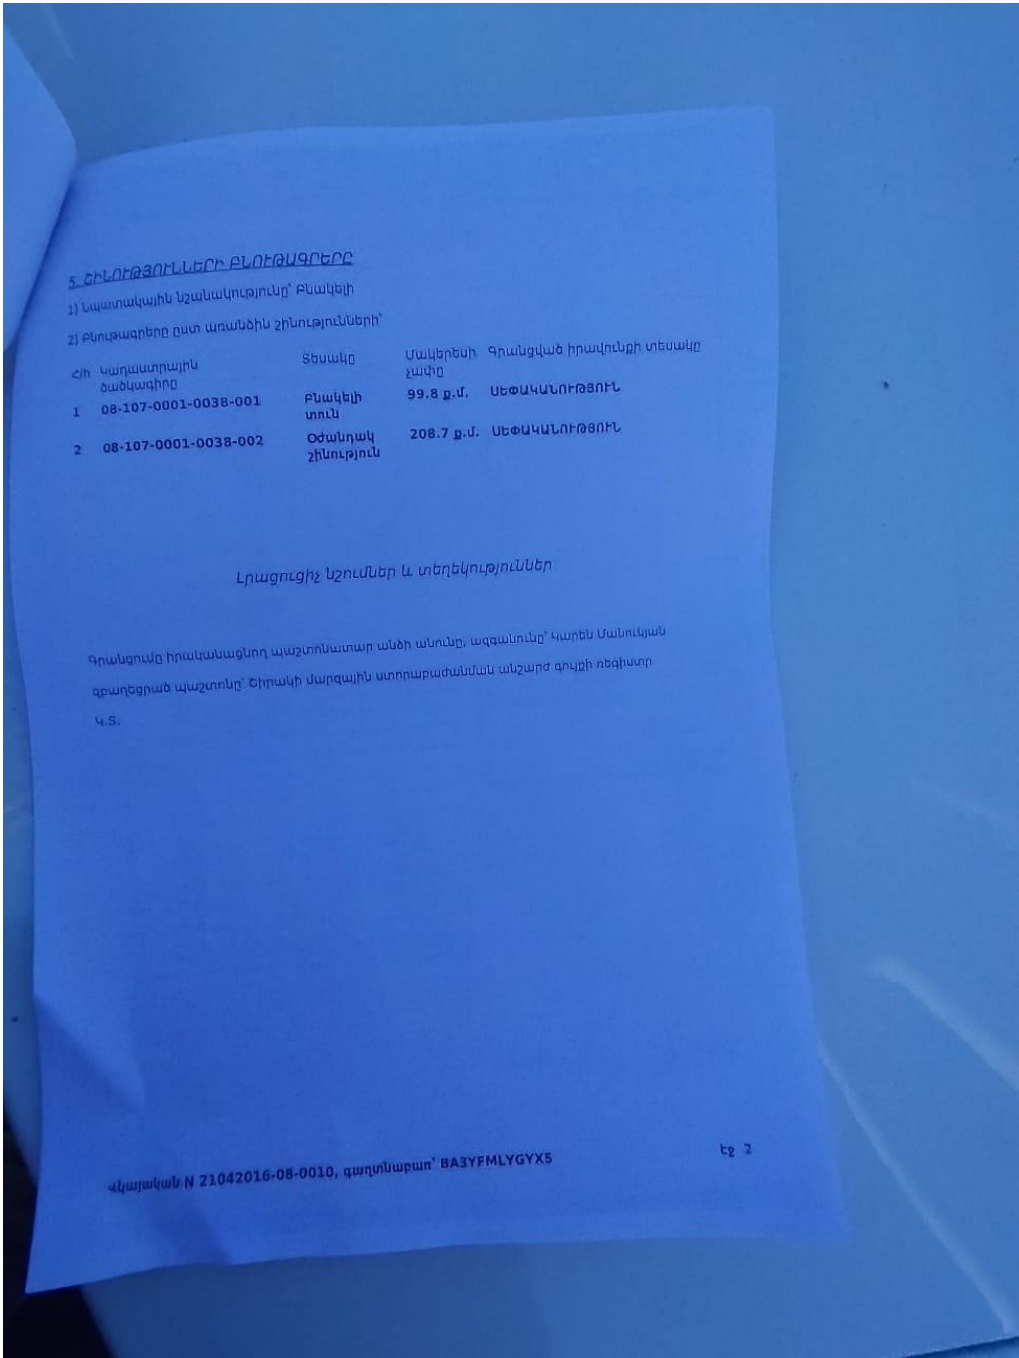 5. ՇԻՆՈՒԹՅՈՒՆՆԵՐԻ ԲՆՈՒԹԱԳՐԵՐԸ
1) Նպատակային նշանակությունը՝ Բնակելի
2) Բնութագրերը ըստ առանձին շինությունների՝
Հ/հ Կադաստրային ծածկագիրը Տեսակը Մակերեսի չափը Գրանցված իրավունքի տեսակը
1 08-107-0001-0038-001 Բնակելի տուն 99.8 ք.մ. ՍԵՓԱԿԱՆՈՒԹՅՈՒՆ
2 08-107-0001-0038-002 Օժանդակ շինություն 208.7 ք.մ. ՍԵՓԱԿԱՆՈՒԹՅՈՒՆ
Լրացուցիչ նշումներ և տեղեկություններ
Գրանցումը իրականացնող պաշտոնատար անձի անունը, ազգանունը՝ Կարեն Մանուկյան
զբաղեցրած պաշտոնը՝ Շիրակի մարզային ստորաբաժանման անշարժ գույքի ռեգիստր
Կ.Տ.
Վկայական N 21042016-08-0010, գաղտնաբառ՝ BA3YFMLYGYX5
էջ 2